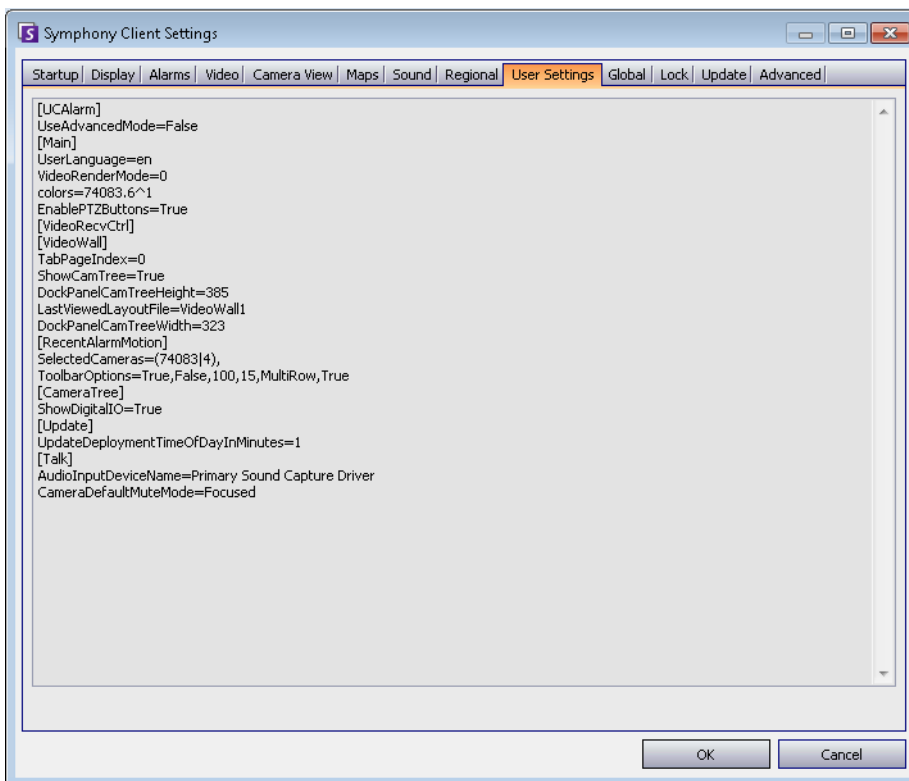 S Symphony Client Settings
Startup Display Alarms Video Camera View Maps Sound Regional User Settings Global Lock Update Advanced
[UCAlarm]
UseAdvancedMode=False
[Main]
UserLanguage=en
VideoRenderMode=0
colors=74083.6^1
EnablePTZButtons=True
[VideoRecvCtrl]
[VideoWall]
TabPageIndex=0
ShowCamTree=True
DockPanelCamTreeHeight=385
LastViewedLayoutFile=VideoWall1
DockPanelCamTreeWidth=323
[RecentAlarmMotion]
SelectedCameras=(74083|4),
ToolbarOptions=True,False,100,15,MultiRow,True
[CameraTree]
ShowDigitalIO=True
[Update]
UpdateDeploymentTimeOfDayInMinutes=1
[Talk]
AudioInputDeviceName=Primary Sound Capture Driver
CameraDefaultMuteMode=Focused
OK Cancel